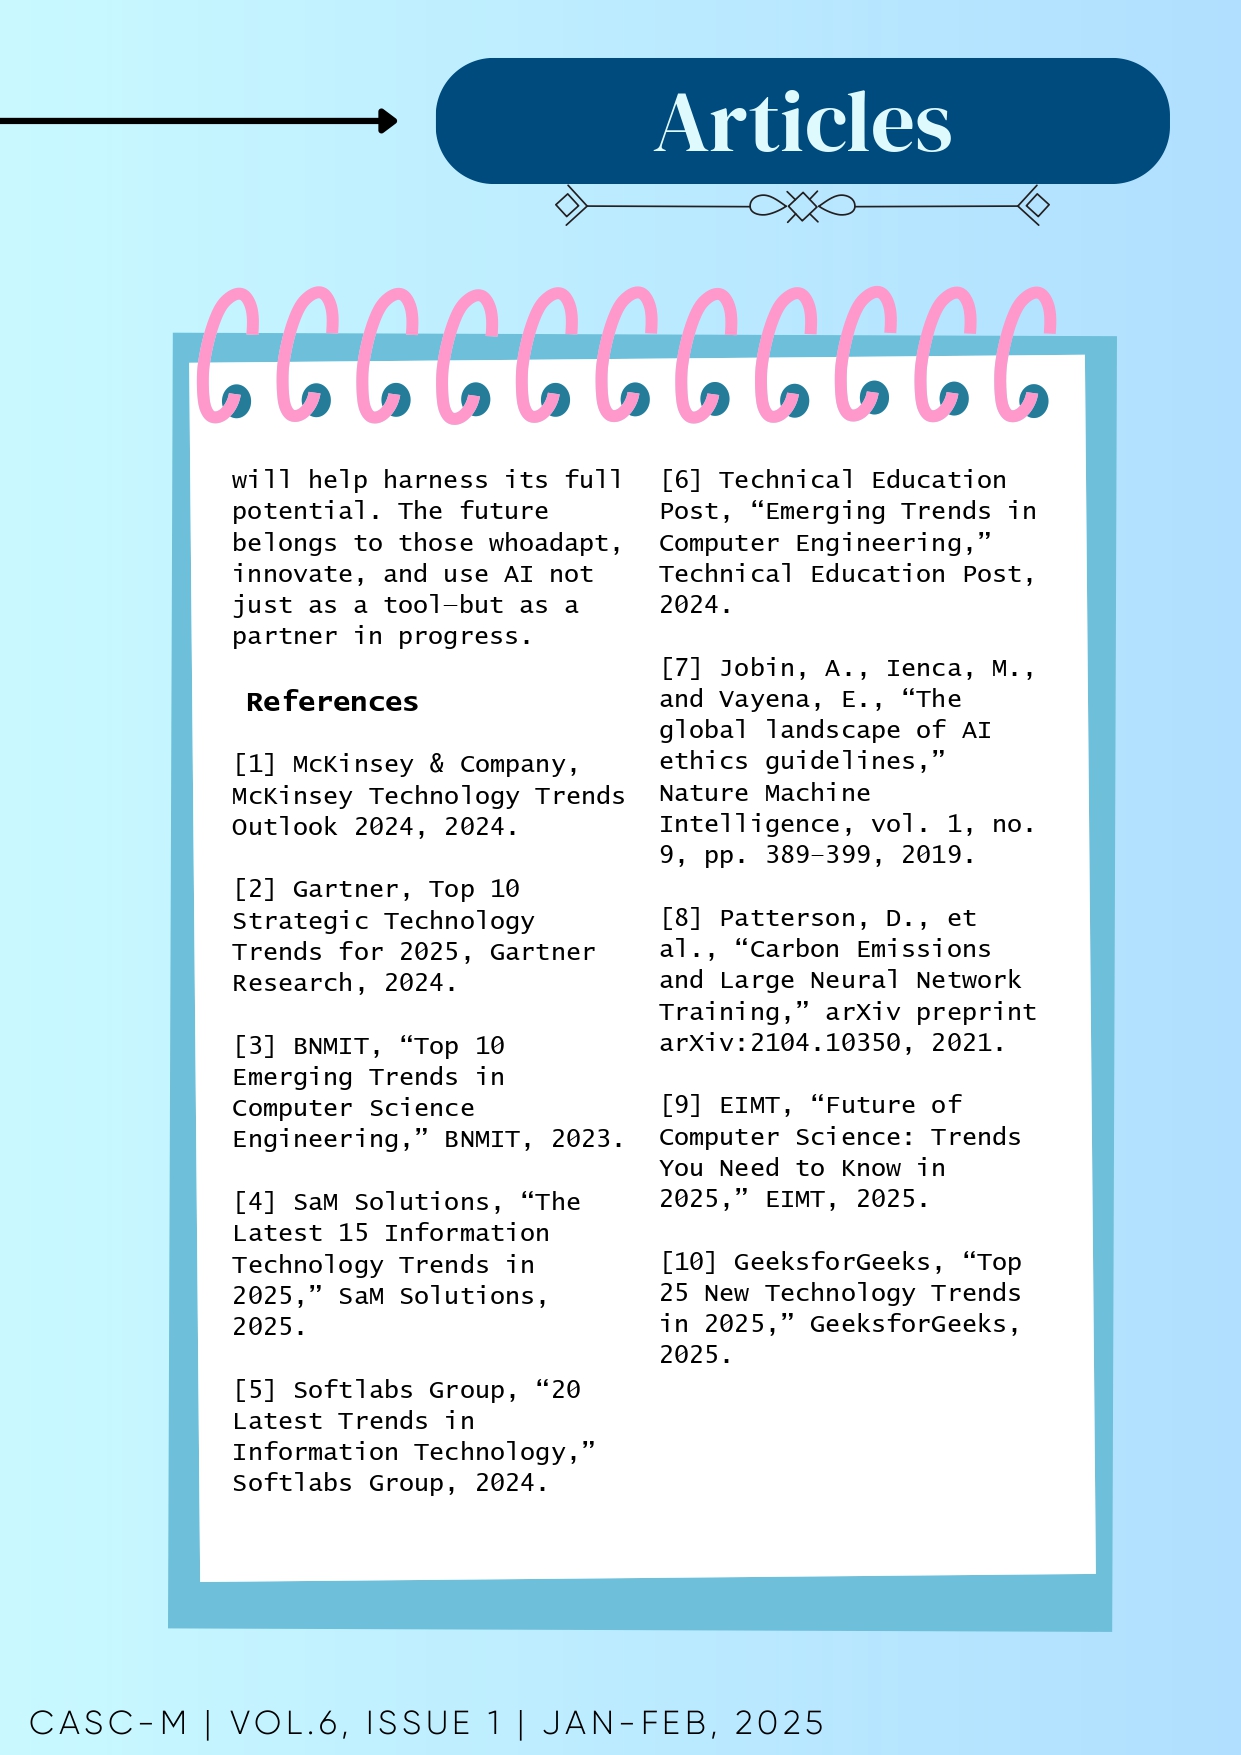 Articles
will help harness its full
potential. The future
belongs to those whoadapt,
innovate, and use AI not
just as a tool—but as a
partner in progress.
References
[1] McKinsey & Company,
McKinsey Technology Trends
Outlook 2024, 2024.
[2] Gartner, Top 10
Strategic Technology
Trends for 2025, Gartner
Research, 2024.
[3] BNMIT, “Top 10
Emerging Trends in
Computer Science
Engineering,” BNMIT, 2023.
[4] SaM Solutions, “The
Latest 15 Information
Technology Trends in
2025,” SaM Solutions,
2025.
[5] Softlabs Group, “20
Latest Trends in
Information Technology,”
Softlabs Group, 2024.
[6] Technical Education
Post, “Emerging Trends in
Computer Engineering,”
Technical Education Post,
2024.
[7] Jobin, A., Ienca, M.,
and Vayena, E., “The
global landscape of AI
ethics guidelines,”
Nature Machine
Intelligence, vol. 1, no.
9, pp. 389–399, 2019.
[8] Patterson, D., et
al., “Carbon Emissions
and Large Neural Network
Training,” arXiv preprint
arXiv:2104.10350, 2021.
[9] EIMT, “Future of
Computer Science: Trends
You Need to Know in
2025,” EIMT, 2025.
[10] GeeksforGeeks, “Top
25 New Technology Trends
in 2025,” GeeksforGeeks,
2025.
CASC-M | VOL.6, ISSUE 1 | JAN-FEB, 2025